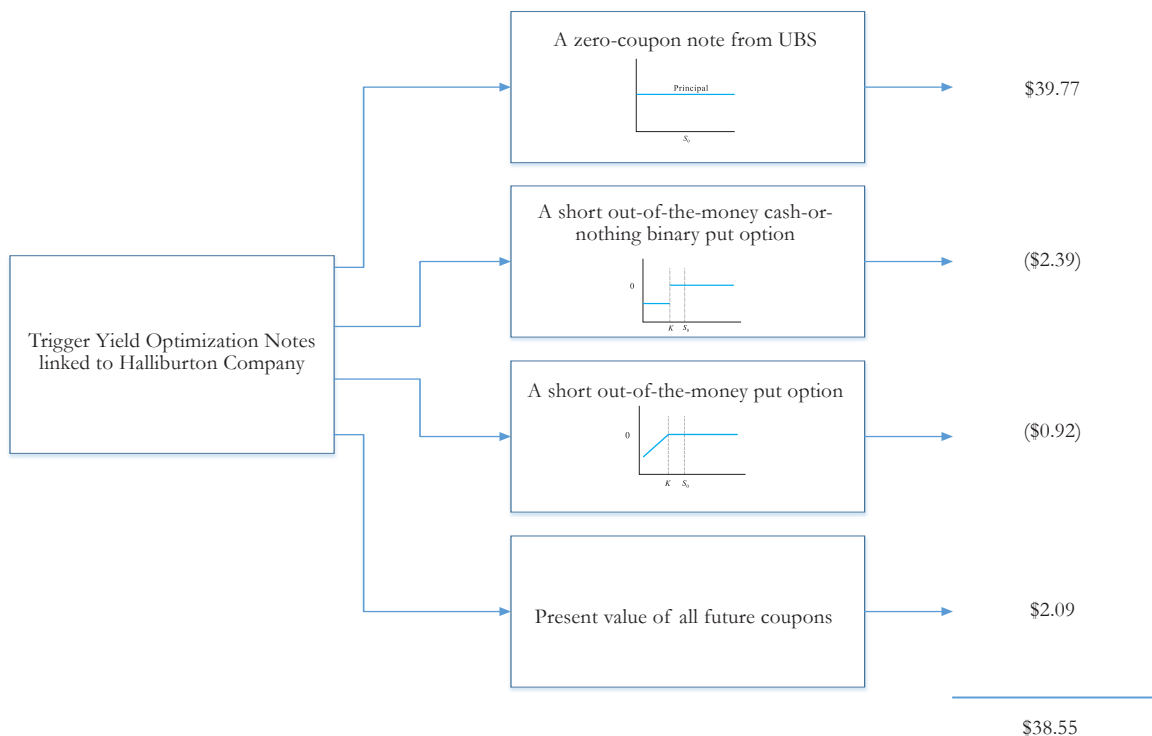 A zero-coupon note from UBS
Principal
S₀
$39.77
A short out-of-the-money cash-or-
nothing binary put option
0
K S₀
($2.39)
Trigger Yield Optimization Notes
linked to Halliburton Company
A short out-of-the-money put option
0
K S₀
($0.92)
Present value of all future coupons
$2.09
$38.55